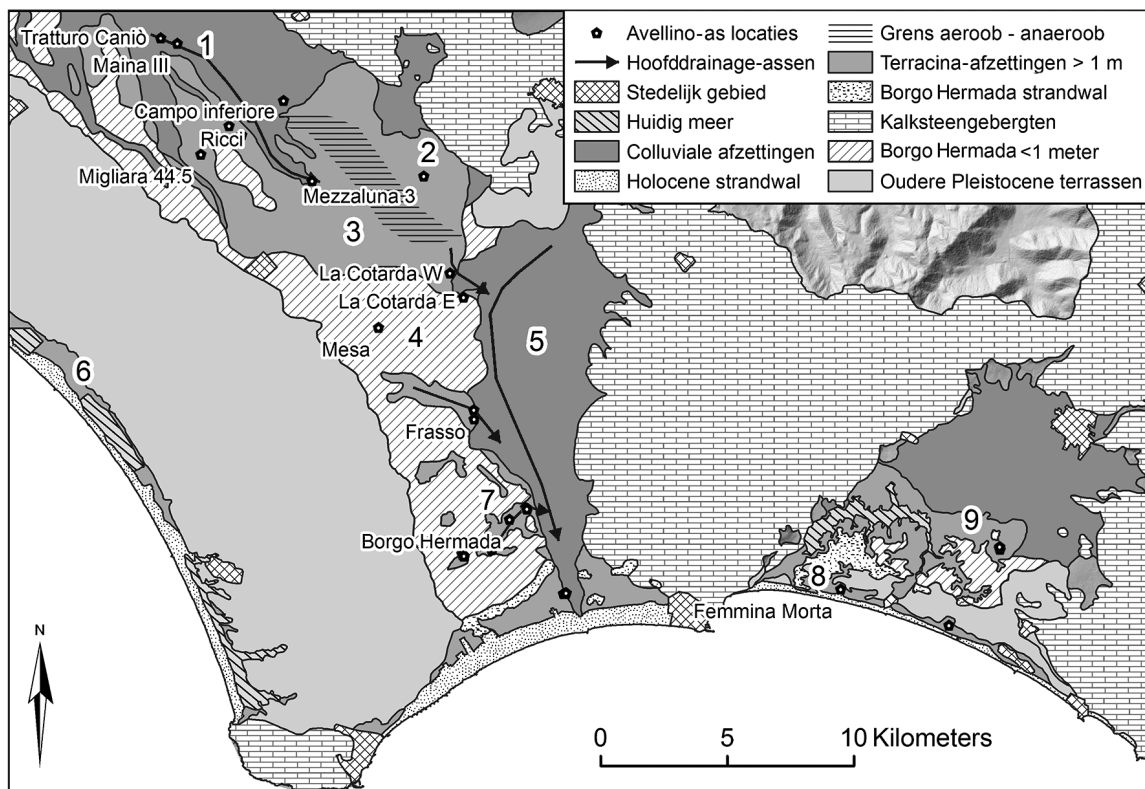 Avellino-as locaties
Hoofddrainage-assen
Stedelijk gebied
Huidig meer
Colluviale afzettingen
Holocene strandwal
Grens aeroob - anaeroob
Terracina-afzettingen > 1 m
Borgo Hermada strandwal
Kalksteengebergten
Borgo Hermada <1 meter
Oudere Pleistocene terrassen
Tratturo Caniò
1
Maina III
Campo inferiore
Ricci
2
Migliara 44.5
Mezzaluna-3
3
La Cotarda W
La Cotarda E
4
5
Mesa
6
Frasso
7
Borgo Hermada
9
8
Femmina Morta
N
0 5 10 Kilometers